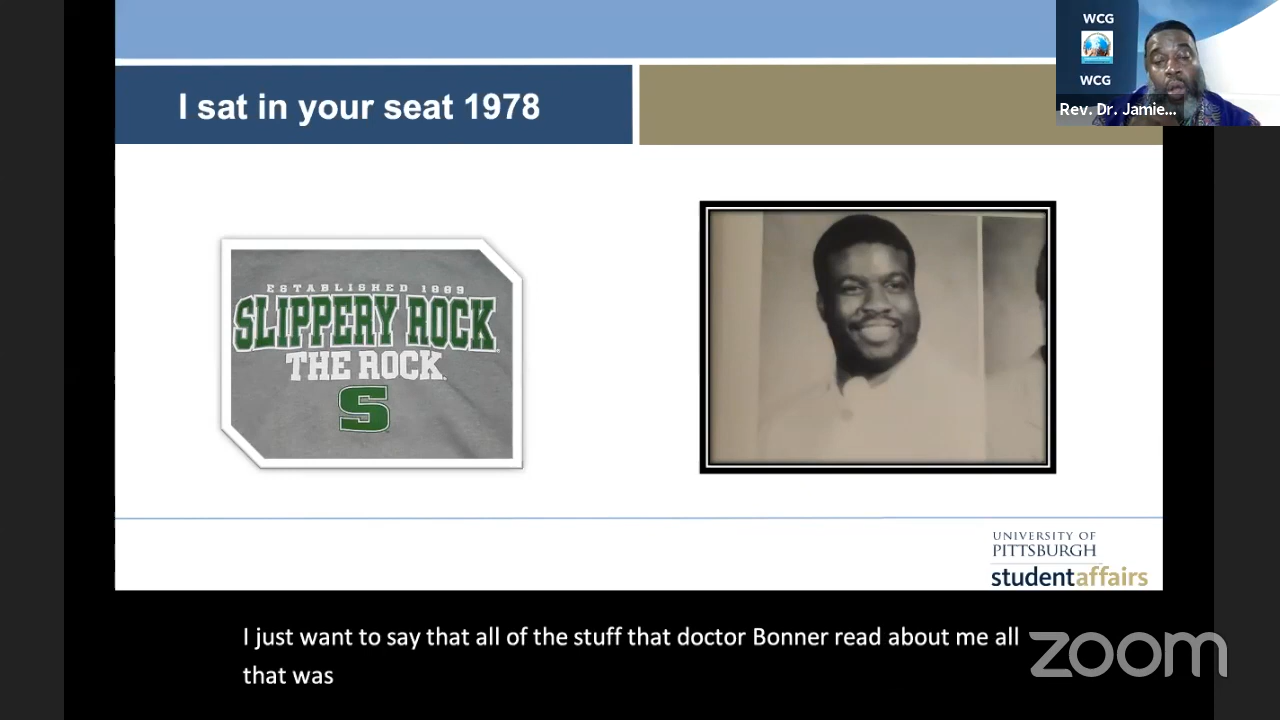 WCG
WCG
Rev. Dr. Jamie...
I sat in your seat 1978
ESTABLISHED 1889
SLIPPERY ROCK
THE ROCK.
S
UNIVERSITY OF
PITTSBURGH
studentaffairs
I just want to say that all of the stuff that doctor Bonner read about me all
that was
zoom